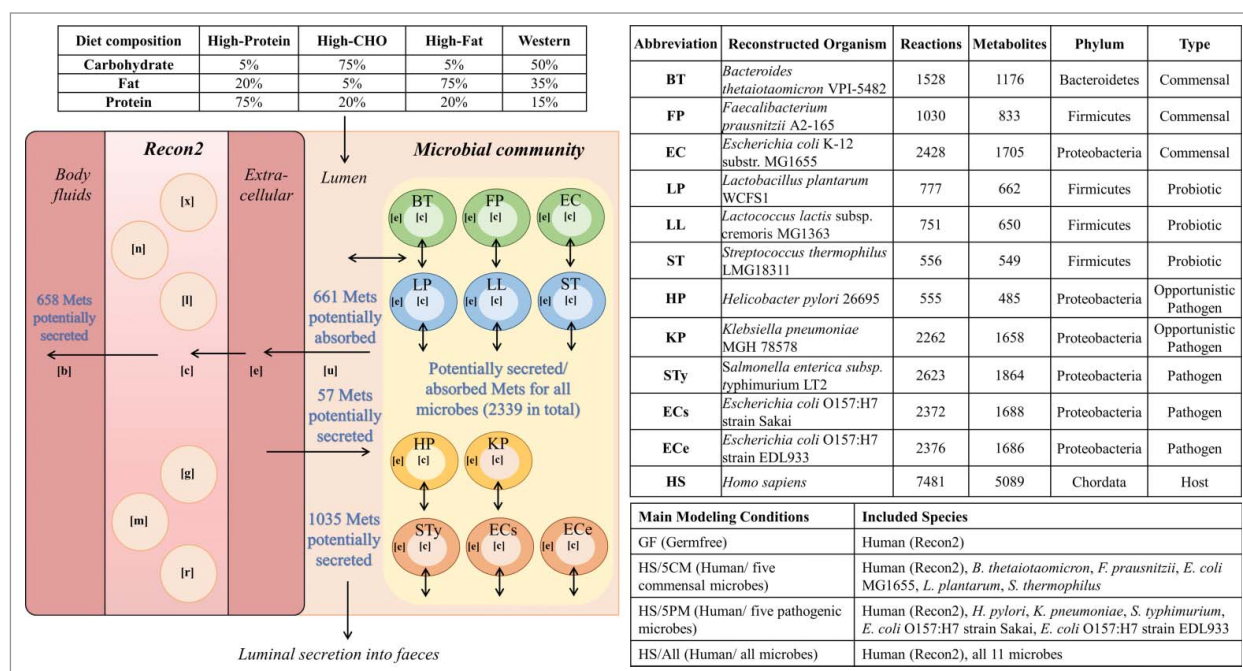 Diet composition High-Protein High-CHO High-Fat Western
Carbohydrate 5% 75% 5% 50%
Fat 20% 5% 75% 35%
Protein 75% 20% 20% 15%
Body
fluids
Recon2
Extra-
cellular
Lumen
Microbial community
[x]
[n]
[l]
BT FP EC
[e] [c] [e] [c] [e] [c]
LP LL ST
[e] [c] [e] [c] [e] [c]
658 Mets
potentially
secreted
661 Mets
potentially
absorbed
[b] [c] [e] [u]
57 Mets
potentially
secreted
Potentially secreted/
absorbed Mets for all
microbes (2339 in total)
HP KP
[e] [c] [e] [c]
[g]
[m]
[r]
1035 Mets
potentially
secreted
STy ECs ECe
[e] [c] [e] [c] [e] [c]
Luminal secretion into faeces
Abbreviation Reconstructed Organism Reactions Metabolites Phylum Type
BT Bacteroides thetaiotaomicron VPI-5482 1528 1176 Bacteroidetes Commensal
FP Faecalibacterium prausnitzii A2-165 1030 833 Firmicutes Commensal
EC Escherichia coli K-12 substr. MG1655 2428 1705 Proteobacteria Commensal
LP Lactobacillus plantarum WCFS1 777 662 Firmicutes Probiotic
LL Lactococcus lactis subsp. cremoris MG1363 751 650 Firmicutes Probiotic
ST Streptococcus thermophilus LMG18311 556 549 Firmicutes Probiotic
HP Helicobacter pylori 26695 555 485 Proteobacteria Opportunistic Pathogen
KP Klebsiella pneumoniae MGH 78578 2262 1658 Proteobacteria Opportunistic Pathogen
STy Salmonella enterica subsp. typhimurium LT2 2623 1864 Proteobacteria Pathogen
ECs Escherichia coli O157:H7 strain Sakai 2372 1688 Proteobacteria Pathogen
ECe Escherichia coli O157:H7 strain EDL933 2376 1686 Proteobacteria Pathogen
HS Homo sapiens 7481 5089 Chordata Host
Main Modeling Conditions Included Species
GF (Germfree) Human (Recon2)
HS/5CM (Human/ five commensal microbes) Human (Recon2), B. thetaiotaomicron, F. prausnitzii, E. coli MG1655, L. plantarum, S. thermophilus
HS/5PM (Human/ five pathogenic microbes) Human (Recon2), H. pylori, K. pneumoniae, S. typhimurium, E. coli O157:H7 strain Sakai, E. coli O157:H7 strain EDL933
HS/All (Human/ all microbes) Human (Recon2), all 11 microbes